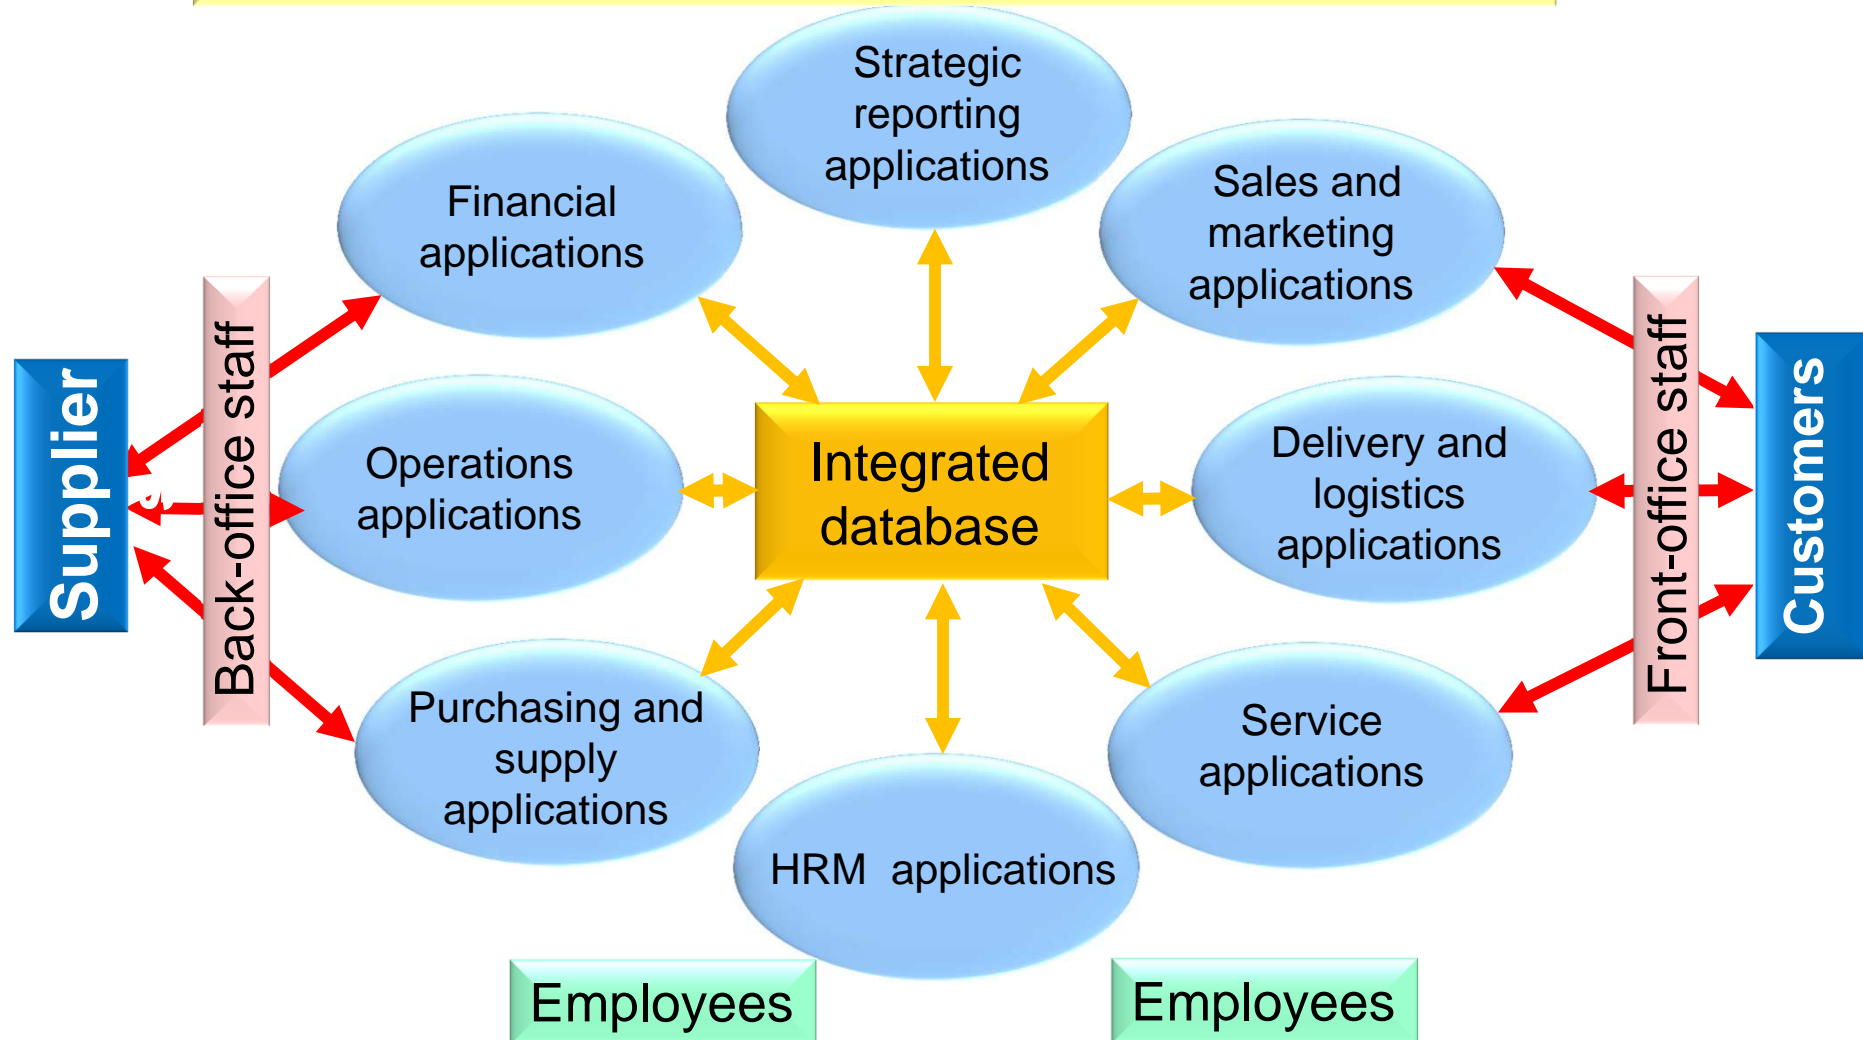 Strategic
reporting
applications
Financial
applications
Sales and
marketing
applications
Supplier
Back-office staff
Operations
applications
Integrated
database
Delivery and
logistics
applications
Front-office staff
Customers
Purchasing and
supply
applications
HRM  applications
Service
applications
Employees
Employees